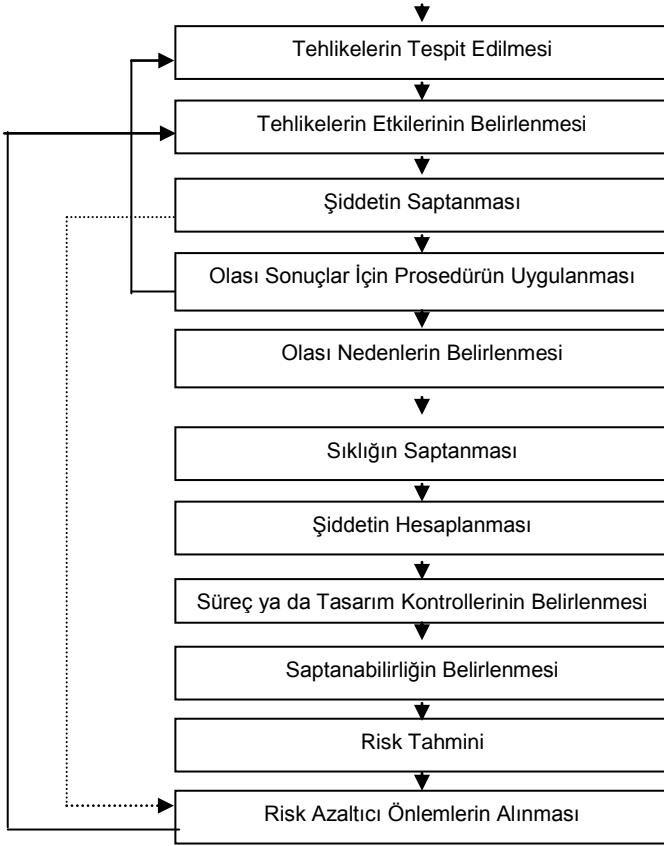 Tehlikelerin Tespit Edilmesi
Tehlikelerin Etkilerinin Belirlenmesi
Şiddetin Saptanması
Olası Sonuçlar İçin Prosedürün Uygulanması
Olası Nedenlerin Belirlenmesi
Sıklığın Saptanması
Şiddetin Hesaplanması
Süreç ya da Tasarım Kontrollerinin Belirlenmesi
Saptanabilirliğin Belirlenmesi
Risk Tahmini
Risk Azaltıcı Önlemlerin Alınması